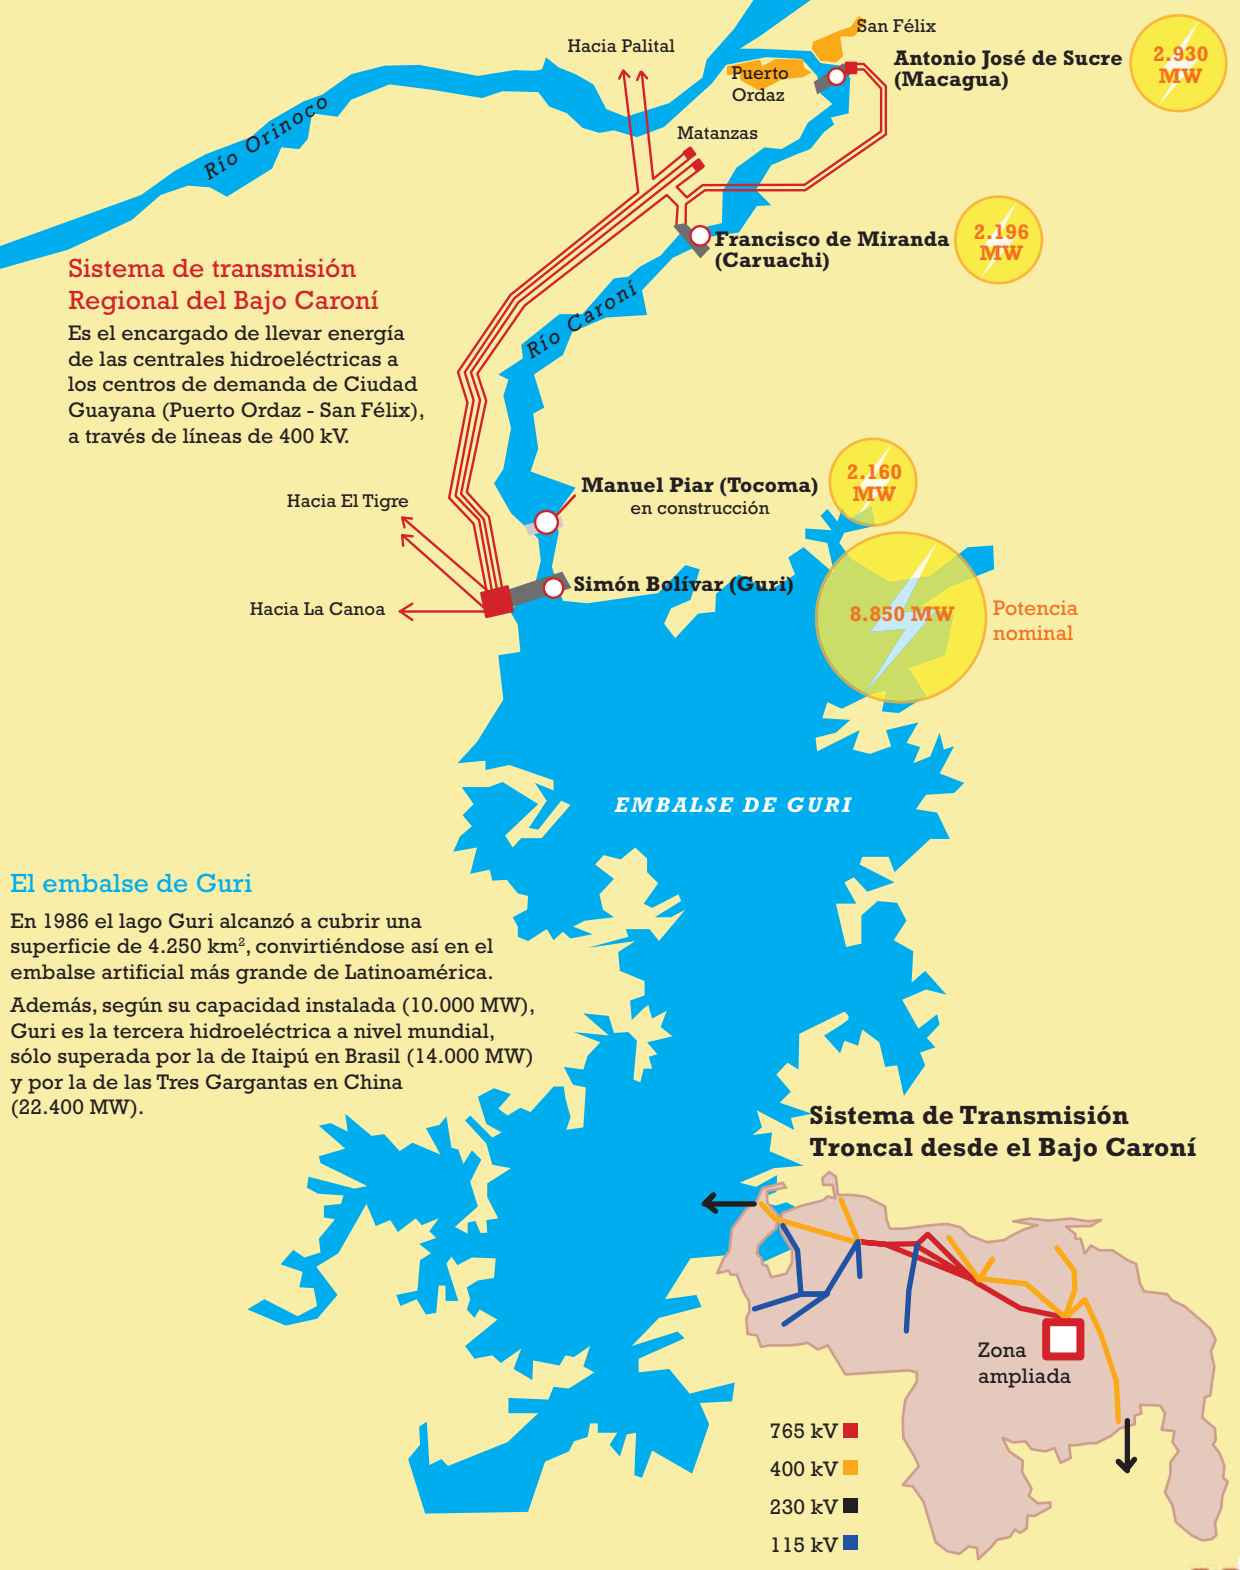 San Félix
Hacia Palital
Antonio José de Sucre
(Macagua)
2.930
MW
Puerto
Ordaz
Río Orinoco
Matanzas
Francisco de Miranda
(Caruachi)
2.196
MW
Sistema de transmisión
Regional del Bajo Caroní
Es el encargado de llevar energía
de las centrales hidroeléctricas a
los centros de demanda de Ciudad
Guayana (Puerto Ordaz - San Félix),
a través de líneas de 400 kV.
Río Caroní
Manuel Piar (Tocoma)
en construcción
2.160
MW
Hacia El Tigre
Simón Bolívar (Guri)
Hacia La Canoa
8.850 MW
Potencia
nominal
EMBALSE DE GURI
El embalse de Guri
En 1986 el lago Guri alcanzó a cubrir una
superficie de 4.250 km², convirtiéndose así en el
embalse artificial más grande de Latinoamérica.
Además, según su capacidad instalada (10.000 MW),
Guri es la tercera hidroeléctrica a nivel mundial,
sólo superada por la de Itaipú en Brasil (14.000 MW)
y por la de las Tres Gargantas en China
(22.400 MW).
Sistema de Transmisión
Troncal desde el Bajo Caroní
Zona
ampliada
765 kV
400 kV
230 kV
115 kV